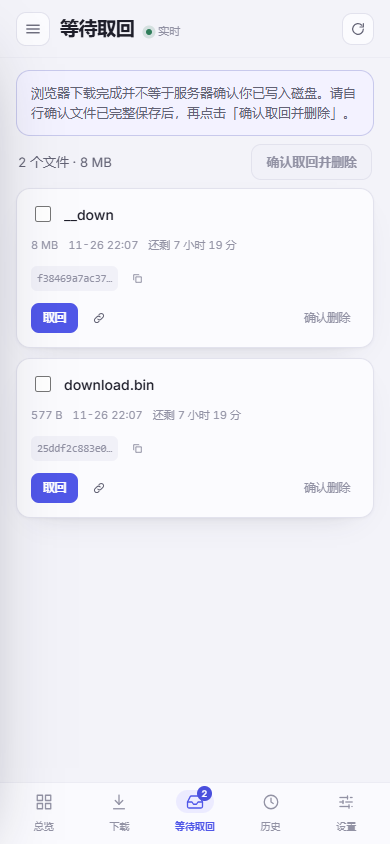 等待取回 实时
浏览器下载完成并不等于服务器确认你已写入磁盘。请自
行确认文件已完整保存后，再点击「确认取回并删除」。
2 个文件 · 8 MB 确认取回并删除
__down
8 MB 11-26 22:07 还剩 7 小时 19 分
f38469a7ac37…
取回 确认删除
download.bin
577 B 11-26 22:07 还剩 7 小时 19 分
25ddf2c883e0…
取回 确认删除
2
总览 下载 等待取回 历史 设置